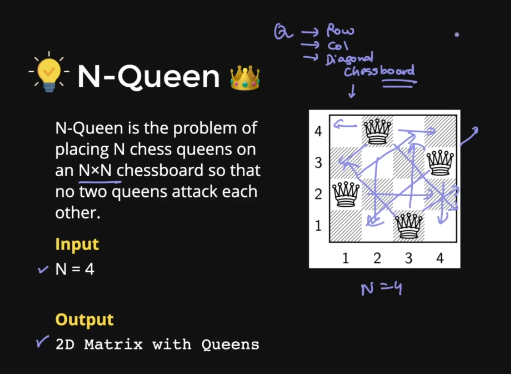 Q → Row
→ Col
→ Diagonal
Chessboard
N-Queen
N-Queen is the problem of
placing N chess queens on
an N×N chessboard so that
no two queens attack each
other.
Input
N = 4
Output
2D Matrix with Queens
4
3
2
1
1 2 3 4
N=4